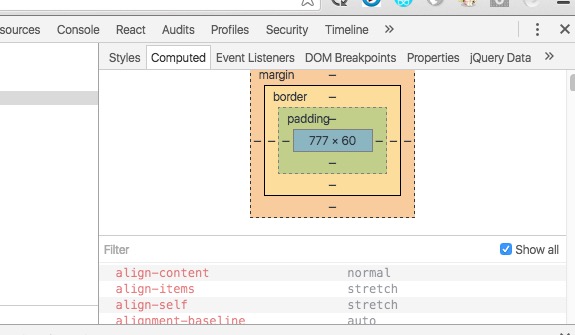 sources Console React Audits Profiles Security Timeline »
Styles Computed Event Listeners DOM Breakpoints Properties jQuery Data »
margin –
border –
padding –
– – – 777 × 60 – – –
–
–
–
Filter Show all
align-content normal
align-items stretch
align-self stretch
alignment-baseline auto